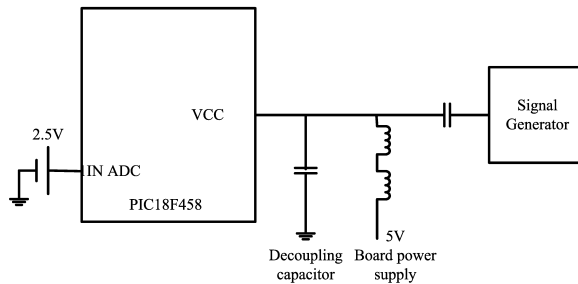 VCC
Signal
Generator
2.5V
IN ADC
PIC18F458
5V
Decoupling
capacitor
Board power
supply